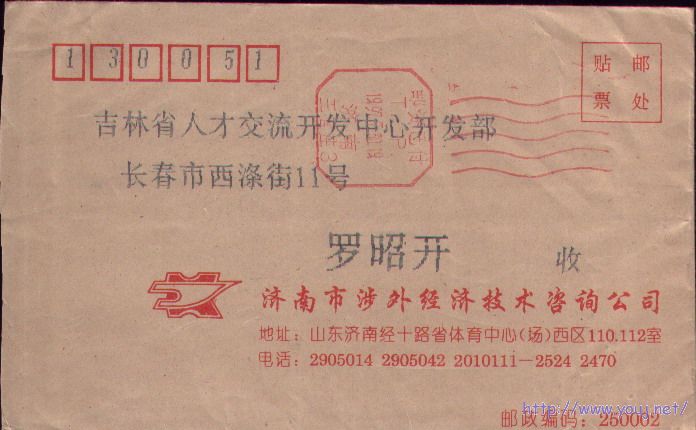 130051
贴邮
票处
吉林省人才交流开发中心开发部
长春市西涤街11号
罗昭开 收
济南市涉外经济技术咨询公司
地址：山东济南经十路省体育中心(场)西区110.112室
电话：2905014 2905042 2010111—2524 2470
邮政编码：250002
http://www.youj.net/